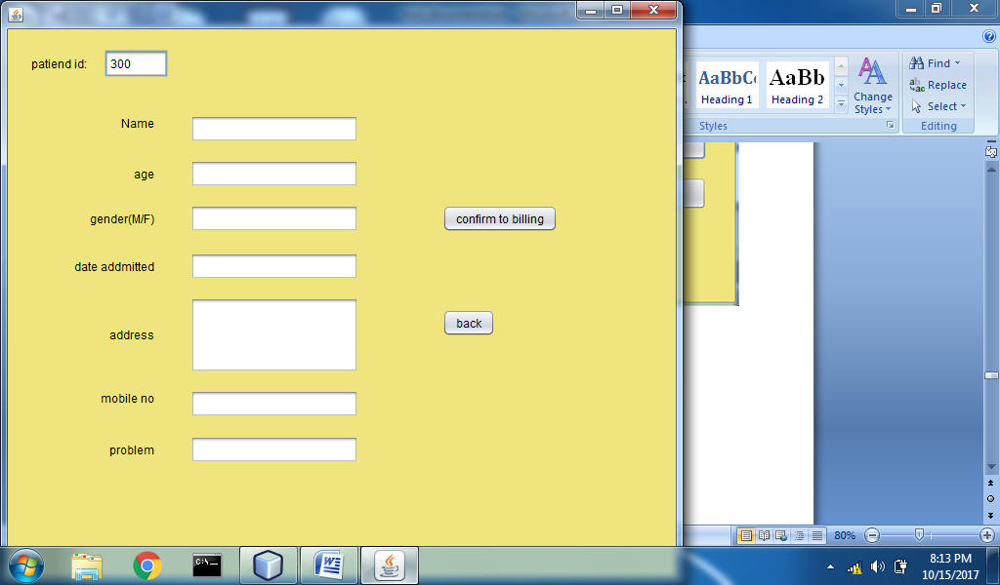 patiend id:
300
Name
age
gender(M/F)
confirm to billing
date addmitted
address
back
mobile no
problem
AaBbC
AaBb
Heading 1
Heading 2
Change
Styles
Find
Replace
Select
Styles
Editing
80%
C:\.
8:13 PM
10/15/2017